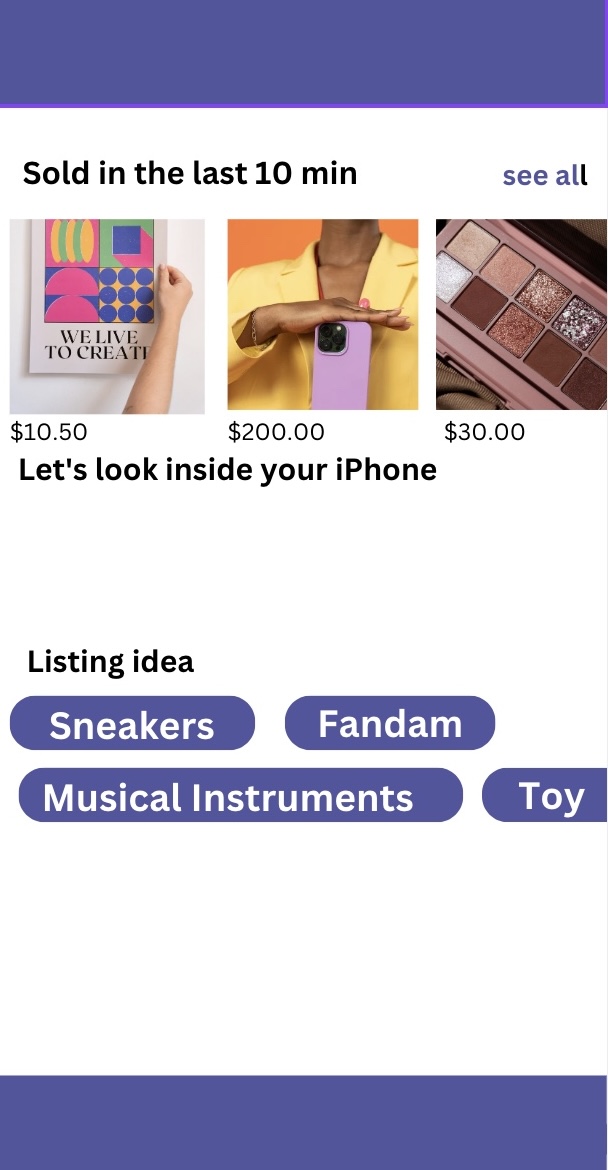 Sold in the last 10 min
see all
WE LIVE
TO CREATE
$10.50
$200.00
$30.00
Let's look inside your iPhone
Listing idea
Sneakers
Fandam
Musical Instruments
Toy